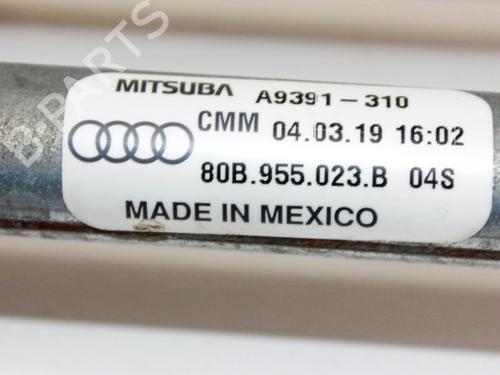 B-PARTS
MITSUBA A9391-310
CMM 04.03.19 16:02
80B.955.023.B 04S
MADE IN MEXICO